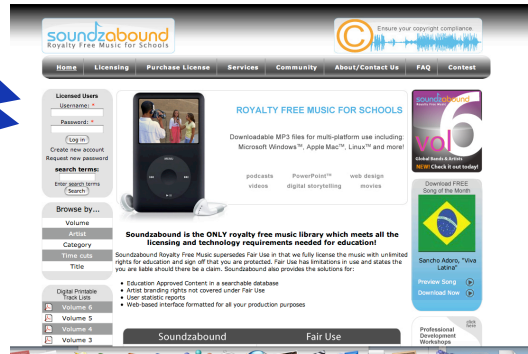 soundzabound
Royalty Free Music for Schools
Ensure your copyright compliance.
Home Licensing Purchase License Services Community About/Contact Us FAQ Contest
Licensed Users
Username: *
Password: *
Log in
Create new account
Request new password
search terms:
Enter search terms
Search
Browse by...
Volume
Artist
Category
Time cuts
Title
Digital Printable
Track Lists
Volume 6
Volume 5
Volume 4
Volume 3
ROYALTY FREE MUSIC FOR SCHOOLS
Downloadable MP3 files for multi-platform use including:
Microsoft Windows™, Apple Mac™, Linux™ and more!
podcasts PowerPoint™ web design
videos digital storytelling movies
Soundzabound is the ONLY royalty free music library which meets all the
licensing and technology requirements needed for education!
Soundzabound Royalty Free Music supersedes Fair Use in that we fully license the music with unlimited
rights for education and sign off that you are protected. Fair Use has limitations in use and states the
you are liable should there be a claim. Soundzabound also provides the solutions for:
• Education Approved Content in a searchable database
• Artist branding rights not covered under Fair Use
• User statistic reports
• Web-based interface formatted for all your production purposes
Soundzabound Fair Use
soundzabound
vol 6
Global Bands & Artists
NEW! Check it out today!
Download FREE
Song of the Month
Sancho Adoro, "Viva
Latina"
Preview Song
Download Now
click
here
Professional
Development
Workshops